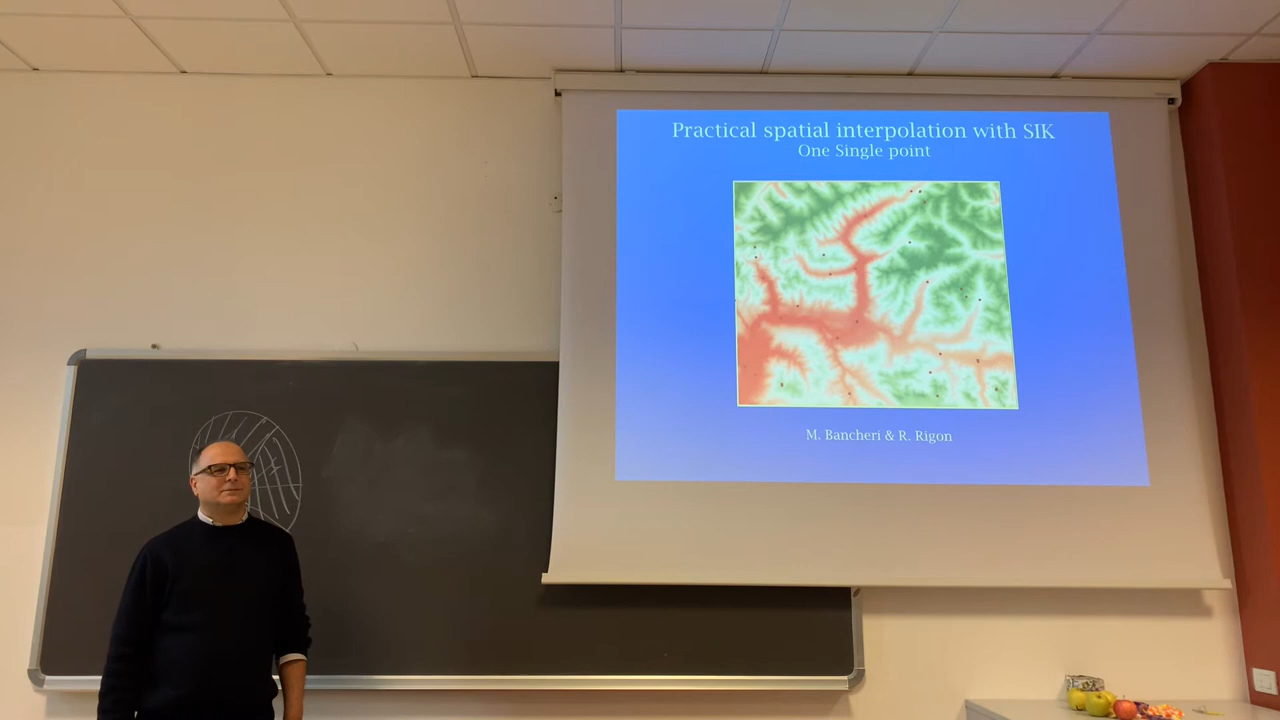 Practical spatial interpolation with SIK
One Single point
M. Bancheri & R. Rigon